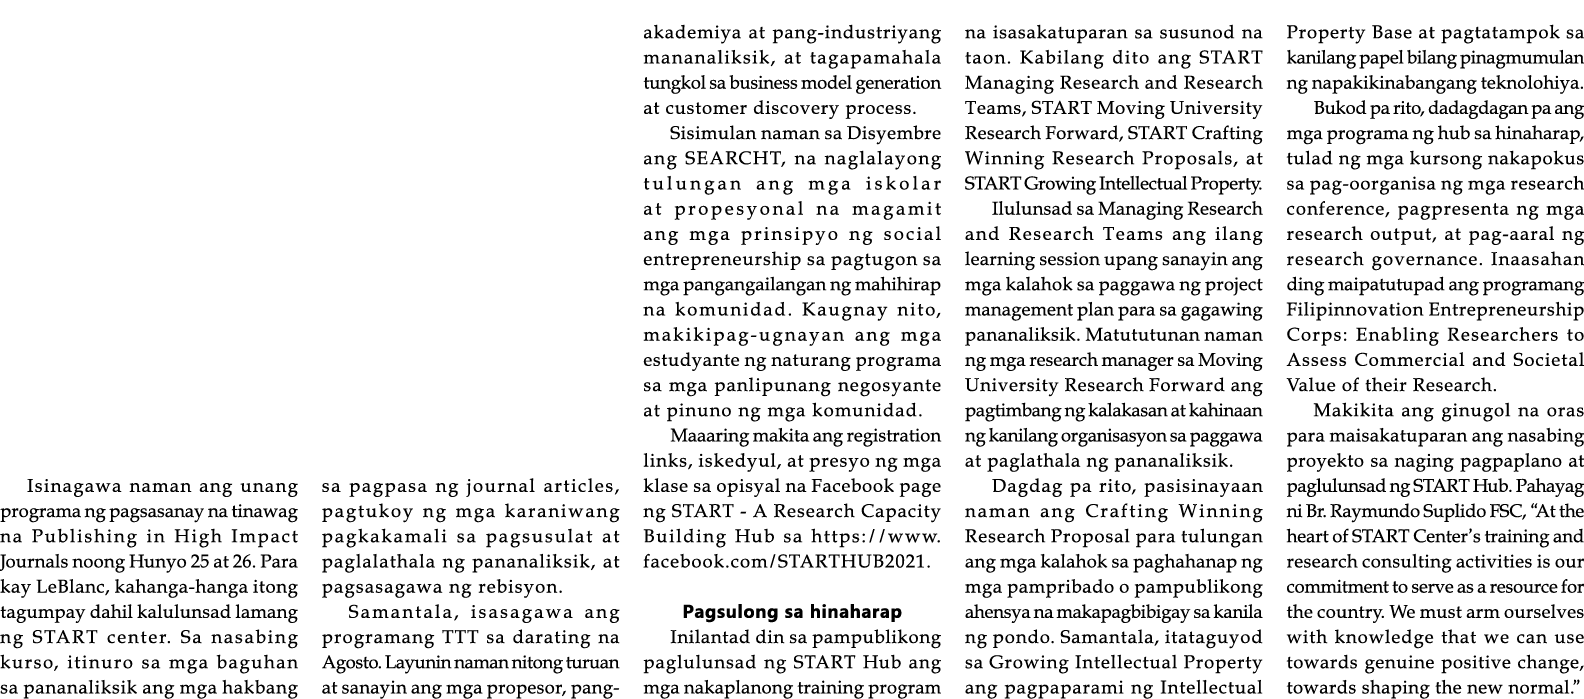 Isinagawa naman ang unang
programa ng pagsasanay na tinawag
na Publishing in High Impact
Journals noong Hunyo 25 at 26. Para
kay LeBlanc, kahanga-hanga itong
tagumpay dahil kalulunsad lamang
ng START center. Sa nasabing
kurso, itinuro sa mga baguhan
sa pananaliksik ang mga hakbang
sa pagpasa ng journal articles,
pagtukoy ng mga karaniwang
pagkakamali sa pagsusulat at
paglalathala ng pananaliksik, at
pagsasagawa ng rebisyon.
Samantala, isasagawa ang
programang TTT sa darating na
Agosto. Layunin naman nitong turuan
at sanayin ang mga propesor, pang-
akademiya at pang-industriyang
mananaliksik, at tagapamahala
tungkol sa business model generation
at customer discovery process.
Sisimulan naman sa Disyembre
ang SEARCHT, na naglalayong
tulungan ang mga iskolar
at propesyonal na magamit
ang mga prinsipyo ng social
entrepreneurship sa pagtugon sa
mga pangangailangan ng mahihirap
na komunidad. Kaugnay nito,
makikipag-ugnayan ang mga
estudyante ng naturang programa
sa mga panlipunang negosyante
at pinuno ng mga komunidad.
Maaaring makita ang registration
links, iskedyul, at presyo ng mga
klase sa opisyal na Facebook page
ng START - A Research Capacity
Building Hub sa https://www.
facebook.com/STARTHUB2021.
Pagsulong sa hinaharap
Inilantad din sa pampublikong
paglulunsad ng START Hub ang
mga nakaplanong training program
na isasakatuparan sa susunod na
taon. Kabilang dito ang START
Managing Research and Research
Teams, START Moving University
Research Forward, START Crafting
Winning Research Proposals, at
START Growing Intellectual Property.
Ilulunsad sa Managing Research
and Research Teams ang ilang
learning session upang sanayin ang
mga kalahok sa paggawa ng project
management plan para sa gagawing
pananaliksik. Matututunan naman
ng mga research manager sa Moving
University Research Forward ang
pagtimbang ng kalakasan at kahinaan
ng kanilang organisasyon sa paggawa
at paglathala ng pananaliksik.
Dagdag pa rito, pasisinayaan
naman ang Crafting Winning
Research Proposal para tulungan
ang mga kalahok sa paghahanap ng
mga pampribado o pampublikong
ahensya na makapagbibigay sa kanila
ng pondo. Samantala, itataguyod
sa Growing Intellectual Property
ang pagpaparami ng Intellectual
Property Base at pagtatampok sa
kanilang papel bilang pinagmumulan
ng napakikinabangang teknolohiya.
Bukod pa rito, dadagdagan pa ang
mga programa ng hub sa hinaharap,
tulad ng mga kursong nakapokus
sa pag-oorganisa ng mga research
conference, pagpresenta ng mga
research output, at pag-aaral ng
research governance. Inaasahan
ding maipatutupad ang programang
Filipinnovation Entrepreneurship
Corps: Enabling Researchers to
Assess Commercial and Societal
Value of their Research.
Makikita ang ginugol na oras
para maisakatuparan ang nasabing
proyekto sa naging pagpaplano at
paglulunsad ng START Hub. Pahayag
ni Br. Raymundo Suplido FSC, “At the
heart of START Center’s training and
research consulting activities is our
commitment to serve as a resource for
the country. We must arm ourselves
with knowledge that we can use
towards genuine positive change,
towards shaping the new normal.”